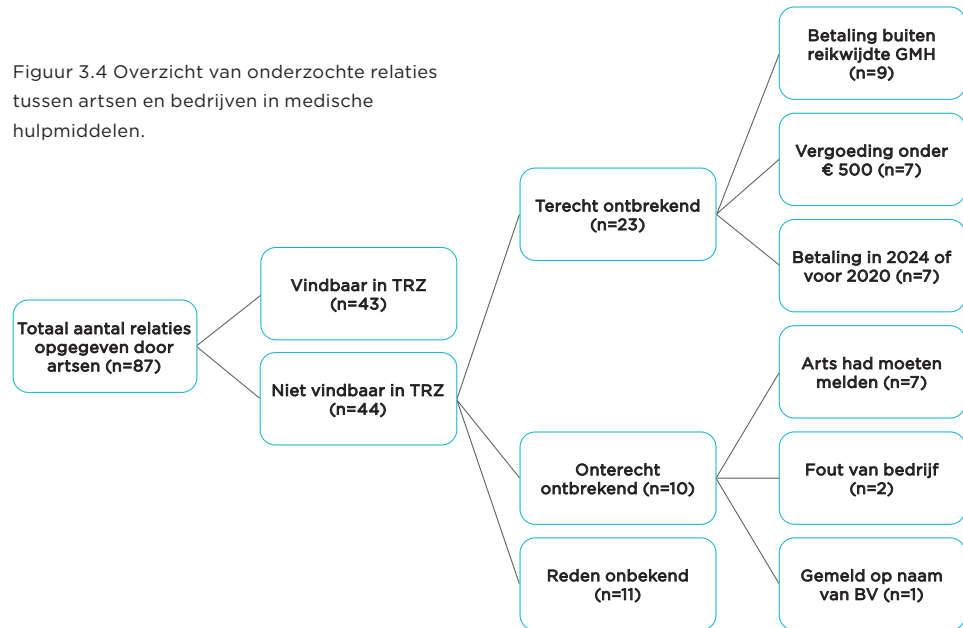 Figuur 3.4 Overzicht van onderzochte relaties
tussen artsen en bedrijven in medische
hulpmiddelen.
Totaal aantal relaties
opgegeven door
artsen (n=87)
Vindbaar in TRZ
(n=43)
Niet vindbaar in TRZ
(n=44)
Terecht ontbrekend
(n=23)
Onterecht
ontbrekend (n=10)
Reden onbekend
(n=11)
Betaling buiten
reikwijdte GMH
(n=9)
Vergoeding onder
€ 500 (n=7)
Betaling in 2024 of
voor 2020 (n=7)
Arts had moeten
melden (n=7)
Fout van bedrijf
(n=2)
Gemeld op naam
van BV (n=1)